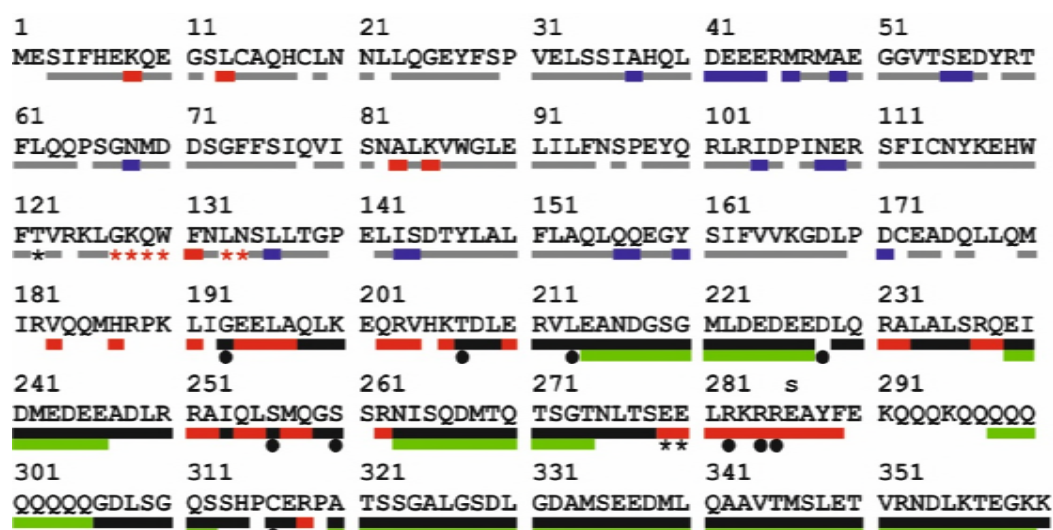 1 11 21 31 41 51
MESIFHEKQE GSLCAQHCLN NLLQGEYFSP VELSSIAHQL DEEERMRMAE GGVTSEDYRT
61 71 81 91 101 111
FLQQPSGNMD DSGFFSIQVI SNALKVWGLE LILFNSPEYQ RLRIDPINER SFICNYKEHW
121 131 141 151 161 171
FTVRKLGKQW FNLNSLLTGP ELISDTYLAL FLAQLQQEGY SIFVVKGDLP DCEADQLLQM
181 191 201 211 221 231
IRVQQMHRPK LIGEELAQLK EQRVHKTDLE RVLEANDGSG MLDEDEEDLQ RALALSRQEI
241 251 261 271 281 s 291
DMEDEEADLR RAIQLSMQGS SRNISQDMTQ TSGTNLTSEE LRKRREAYFE KQQQKQQQQQ
301 311 321 331 341 351
QQQQQGDLSG QSSHPCERPA TSSGALGSDL GDAMSEEDML QAAVTMSLET VRNDLKTEGKK